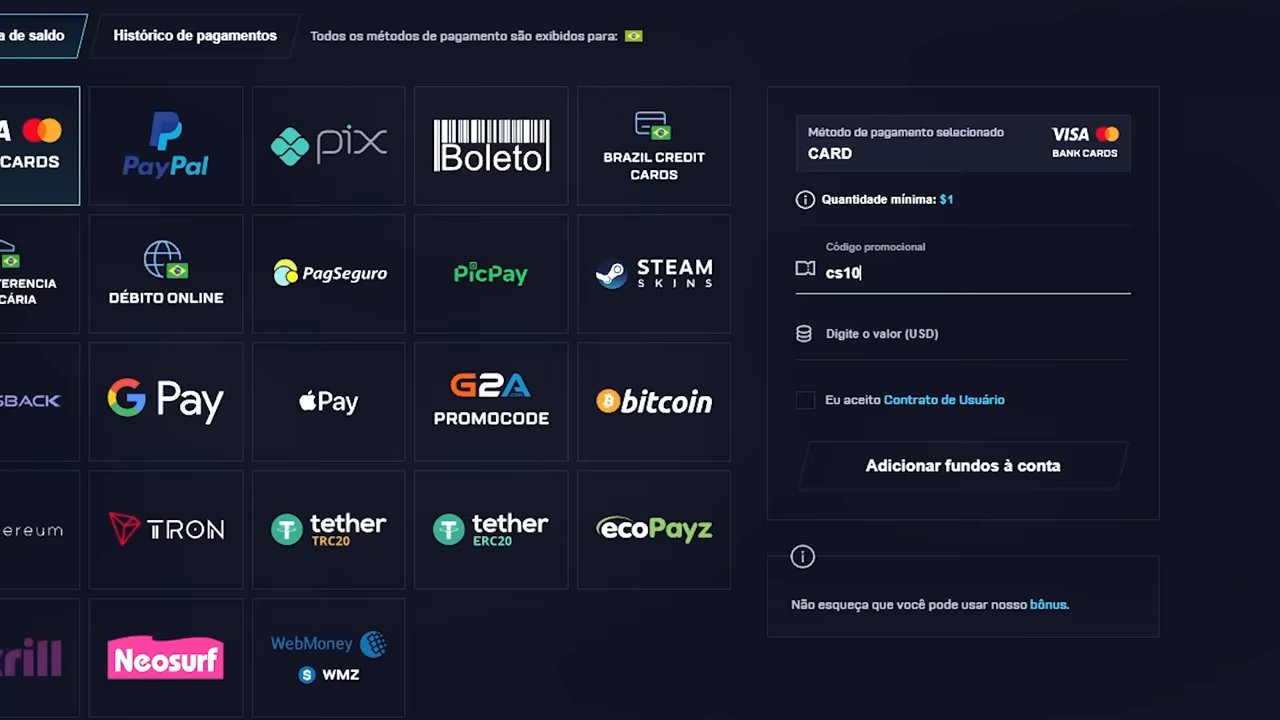 a de saldo
Histórico de pagamentos
Todos os métodos de pagamento são exibidos para:
CARDS
PayPal
pix
Boleto
BRAZIL CREDIT
CARDS
Método de pagamento selecionado
CARD
VISA
BANK CARDS
Quantidade mínima: $1
Código promocional
cs10
ERENCIA
CÁRIA
DÉBITO ONLINE
PagSeguro
PicPay
STEAM
SKINS
Digite o valor (USD)
SBACK
G Pay
Pay
G2A
PROMOCODE
bitcoin
Eu aceito Contrato de Usuário
Adicionar fundos à conta
ereum
TRON
tether
TRC20
tether
ERC20
ecoPayz
Não esqueça que você pode usar nosso bônus.
rill
Neosurf
WebMoney
WMZ